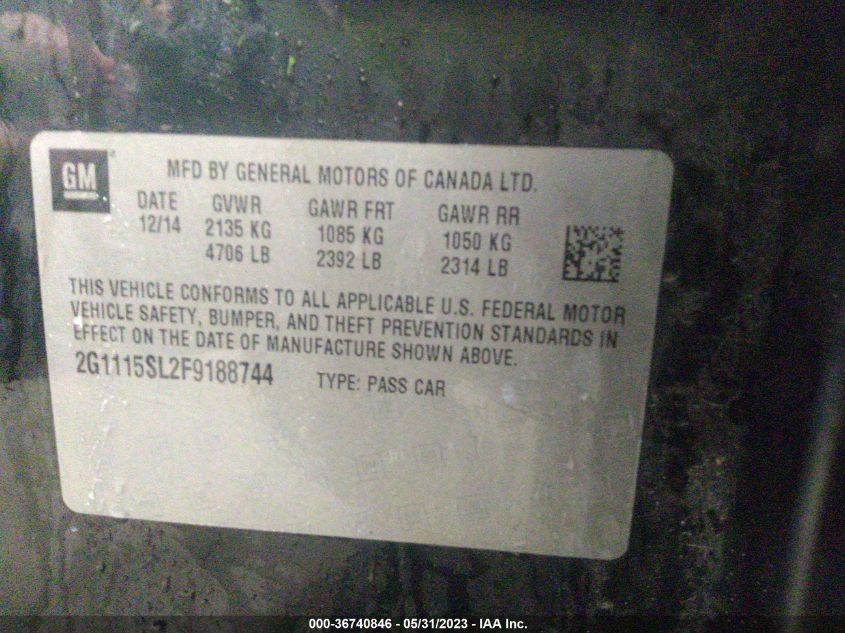 GM
MFD BY GENERAL MOTORS OF CANADA LTD.
DATE GVWR GAWR FRT GAWR RR
12/14 2135 KG 1085 KG 1050 KG
4706 LB 2392 LB 2314 LB
THIS VEHICLE CONFORMS TO ALL APPLICABLE U.S. FEDERAL MOTOR
VEHICLE SAFETY, BUMPER, AND THEFT PREVENTION STANDARDS IN
EFFECT ON THE DATE OF MANUFACTURE SHOWN ABOVE.
2G1115SL2F9188744 TYPE: PASS CAR
000-36740846 - 05/31/2023 - IAA Inc.